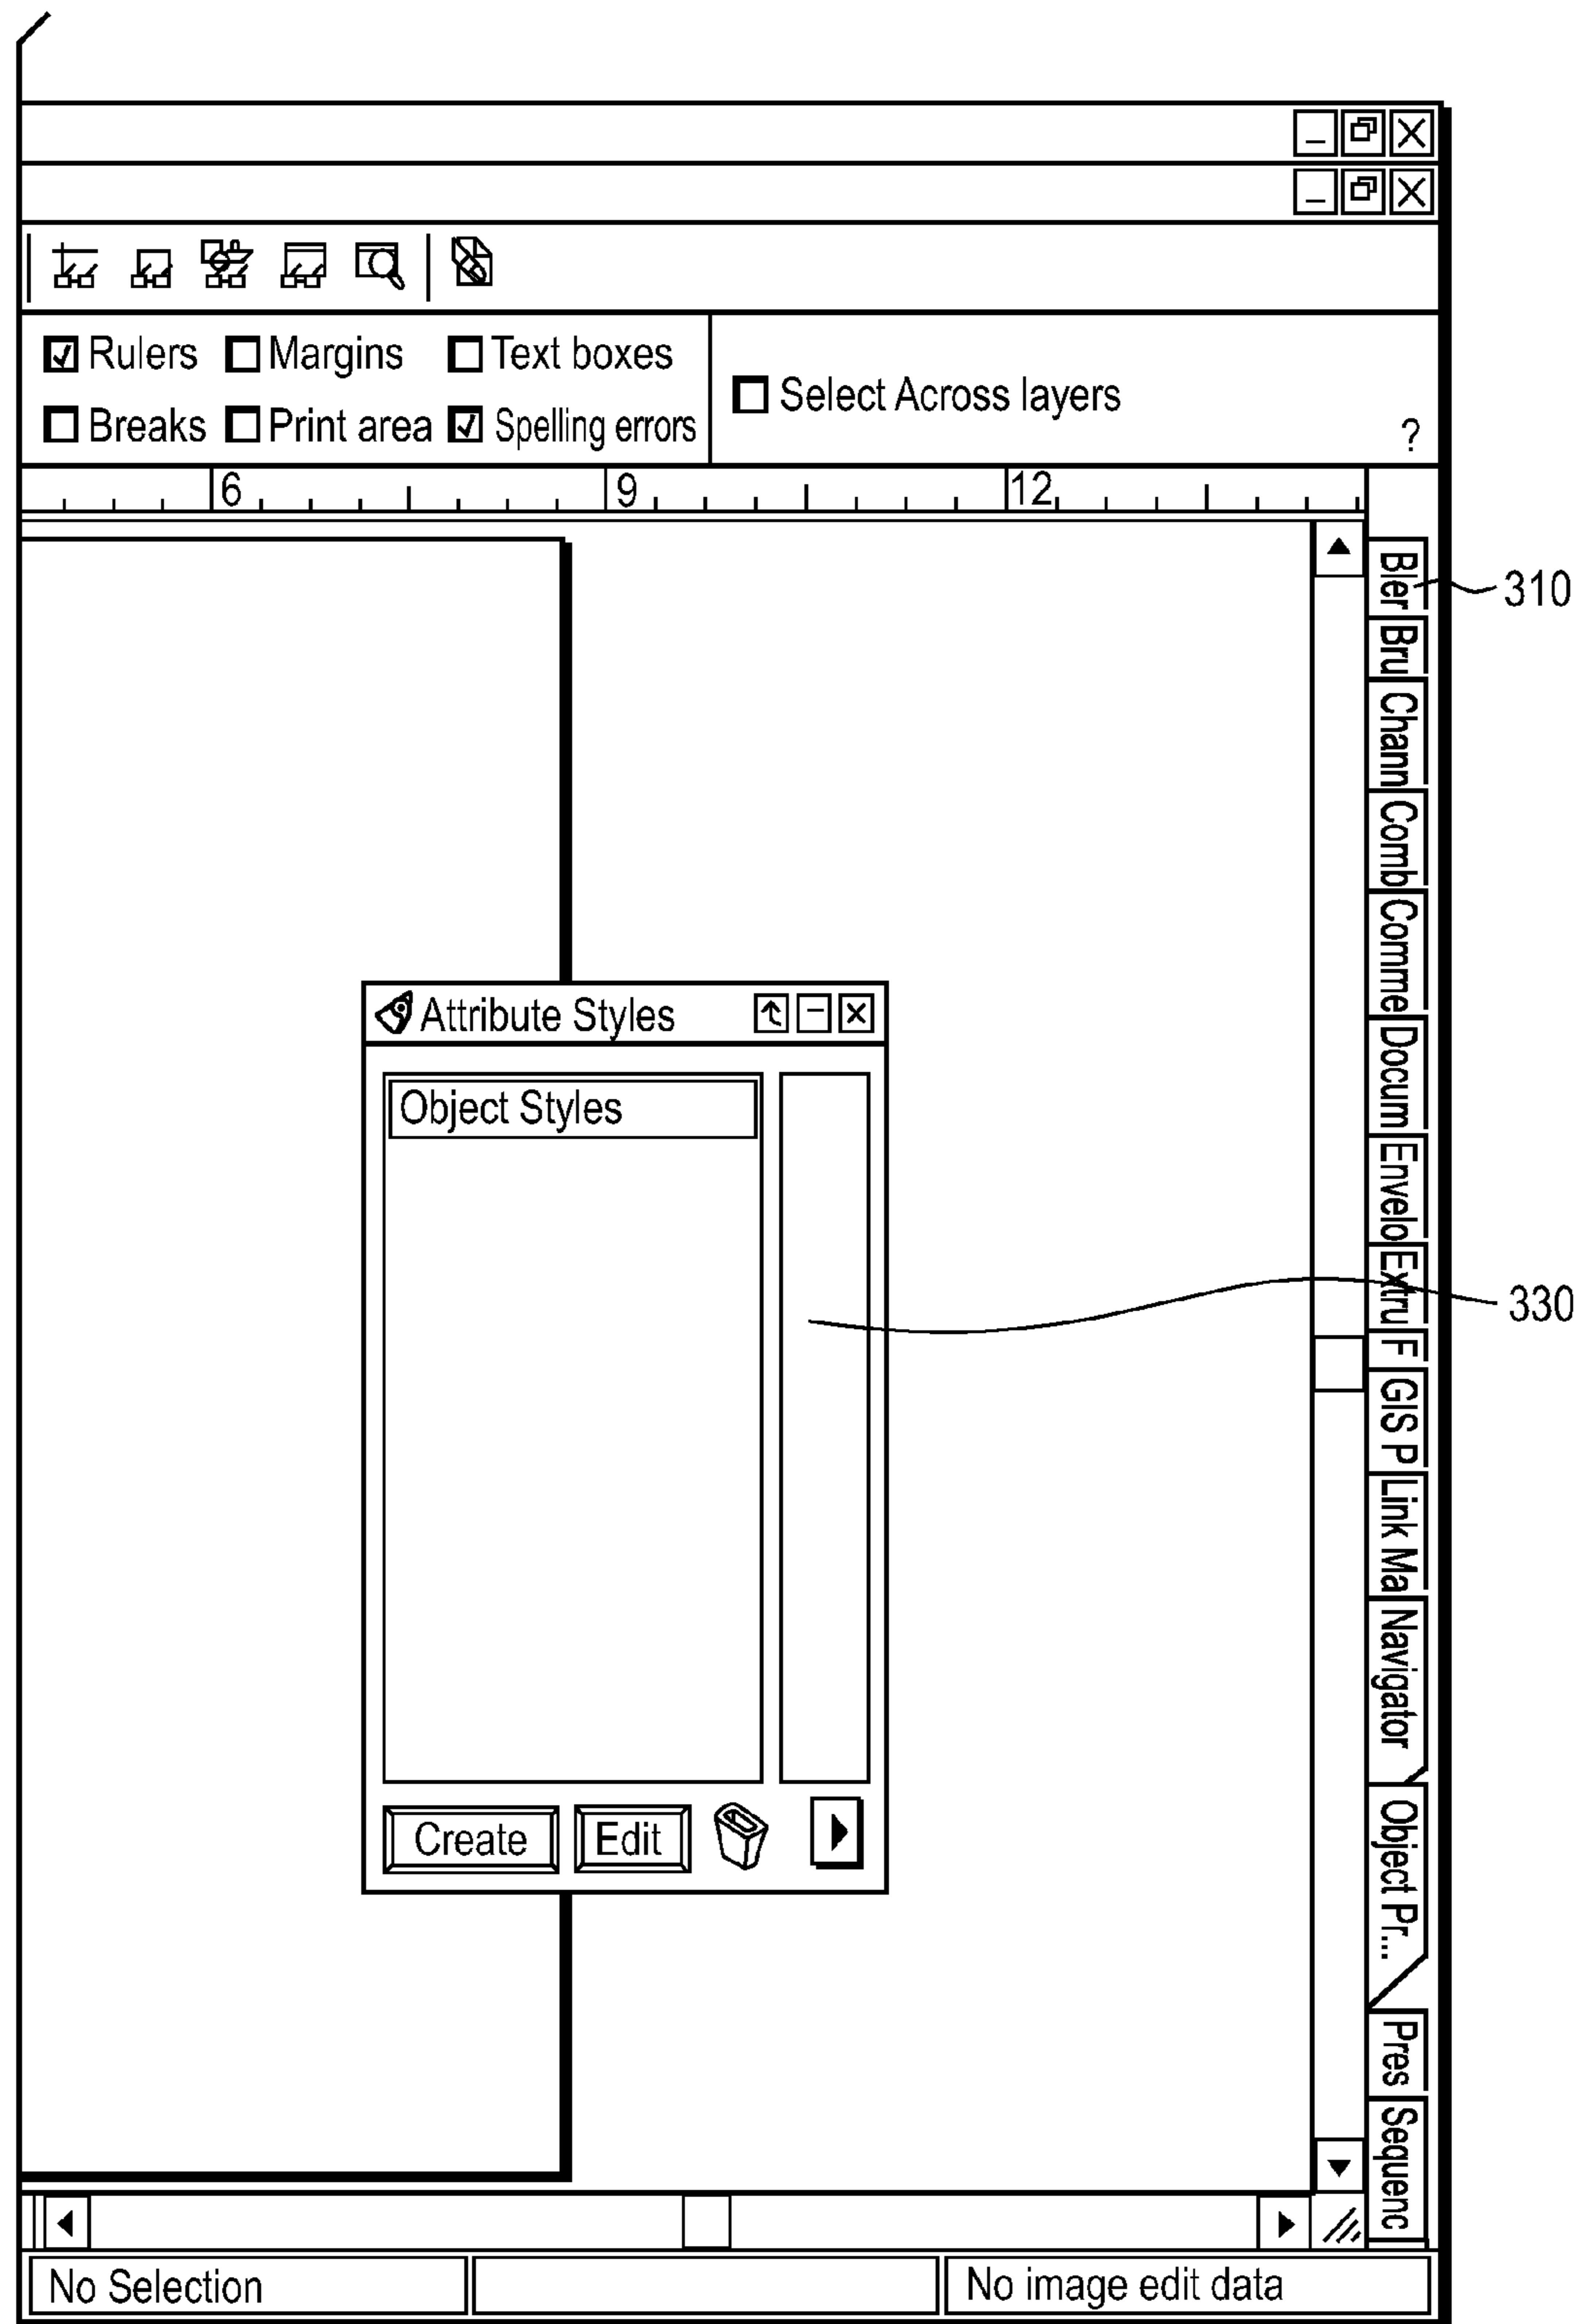 Rulers Margins Text boxes
Select Across layers
Breaks Print area Spelling errors
?
6 9 12
Bler
310
Bru
Chann
Comb
Comme
Docum
Envelo
Extru
330
F
GIS P
Link Ma
Navigator
Object Pr...
Pres
Sequenc
Attribute Styles
Object Styles
Create Edit
No Selection No image edit data